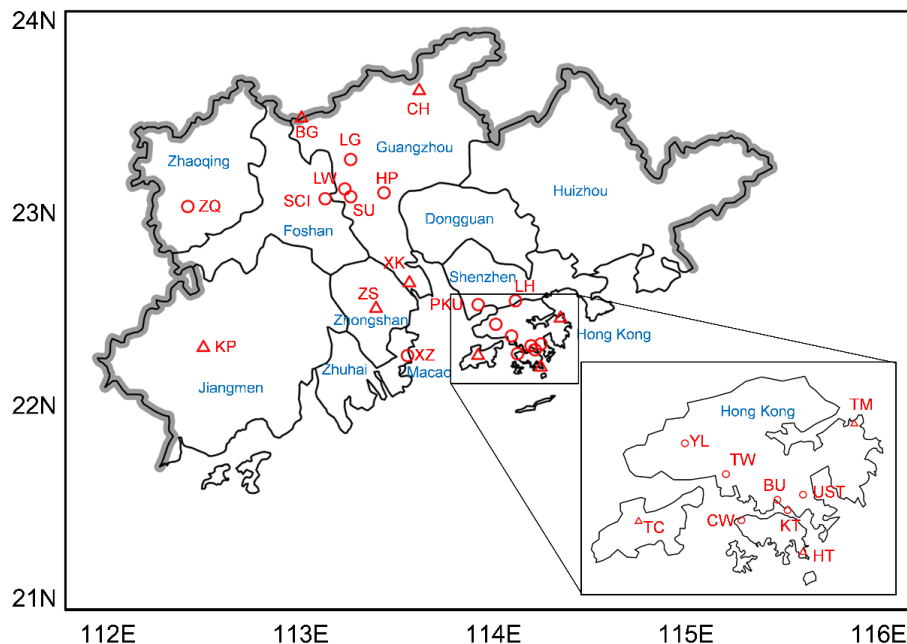 24N
CH
BG
LG
Guangzhou
Zhaoqing
LW
HP
Huizhou
SCI
SU
ZQ
23N
Dongguan
Foshan
XK
Shenzhen
LH
ZS
PKU
Zhongshan
Hong Kong
KP
XZ
Zhuhai
Macao
Jiangmen
22N
TM
Hong Kong
YL
TW
BU
UST
CW
KT
TC
HT
21N
112E
113E
114E
115E
116E